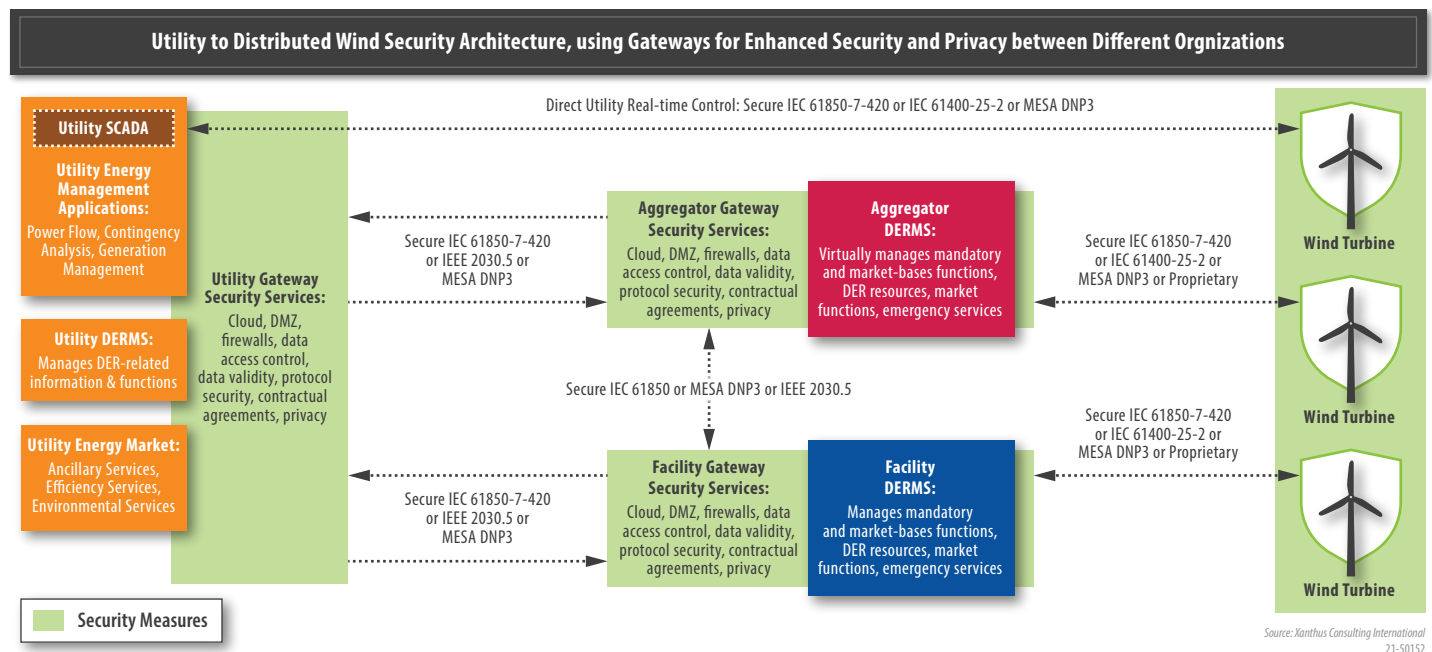 Utility to Distributed Wind Security Architecture, using Gateways for Enhanced Security and Privacy between Different Orgnizations
Direct Utility Real-time Control: Secure IEC 61850-7-420 or IEC 61400-25-2 or MESA DNP3
Utility SCADA
Utility Energy
Management
Applications:
Power Flow, Contingency
Analysis, Generation
Management
Utility DERMS:
Manages DER-related
information & functions
Utility Energy Market:
Ancillary Services,
Efficiency Services,
Environmental Services
Utility Gateway
Security Services:
Cloud, DMZ,
firewalls, data
access control,
data validity, protocol
security, contractual
agreements, privacy
Secure IEC 61850-7-420
or IEEE 2030.5 or
MESA DNP3
Aggregator Gateway
Security Services:
Cloud, DMZ, firewalls, data
access control, data validity,
protocol security, contractual
agreements, privacy
Aggregator
DERMS:
Virtually manages mandatory
and market-bases functions,
DER resources, market
functions, emergency services
Secure IEC 61850-7-420
or IEC 61400-25-2 or
MESA DNP3 or Proprietary
Secure IEC 61850 or MESA DNP3 or IEEE 2030.5
Secure IEC 61850-7-420
or IEEE 2030.5 or
MESA DNP3
Facility Gateway
Security Services:
Cloud, DMZ, firewalls, data
access control, data validity,
protocol security, contractual
agreements, privacy
Facility
DERMS:
Manages mandatory
and market-bases functions,
DER resources, market
functions, emergency services
Secure IEC 61850-7-420
or IEC 61400-25-2 or
MESA DNP3 or Proprietary
Wind Turbine
Wind Turbine
Wind Turbine
Security Measures
Source: Xanthus Consulting International
21-50152